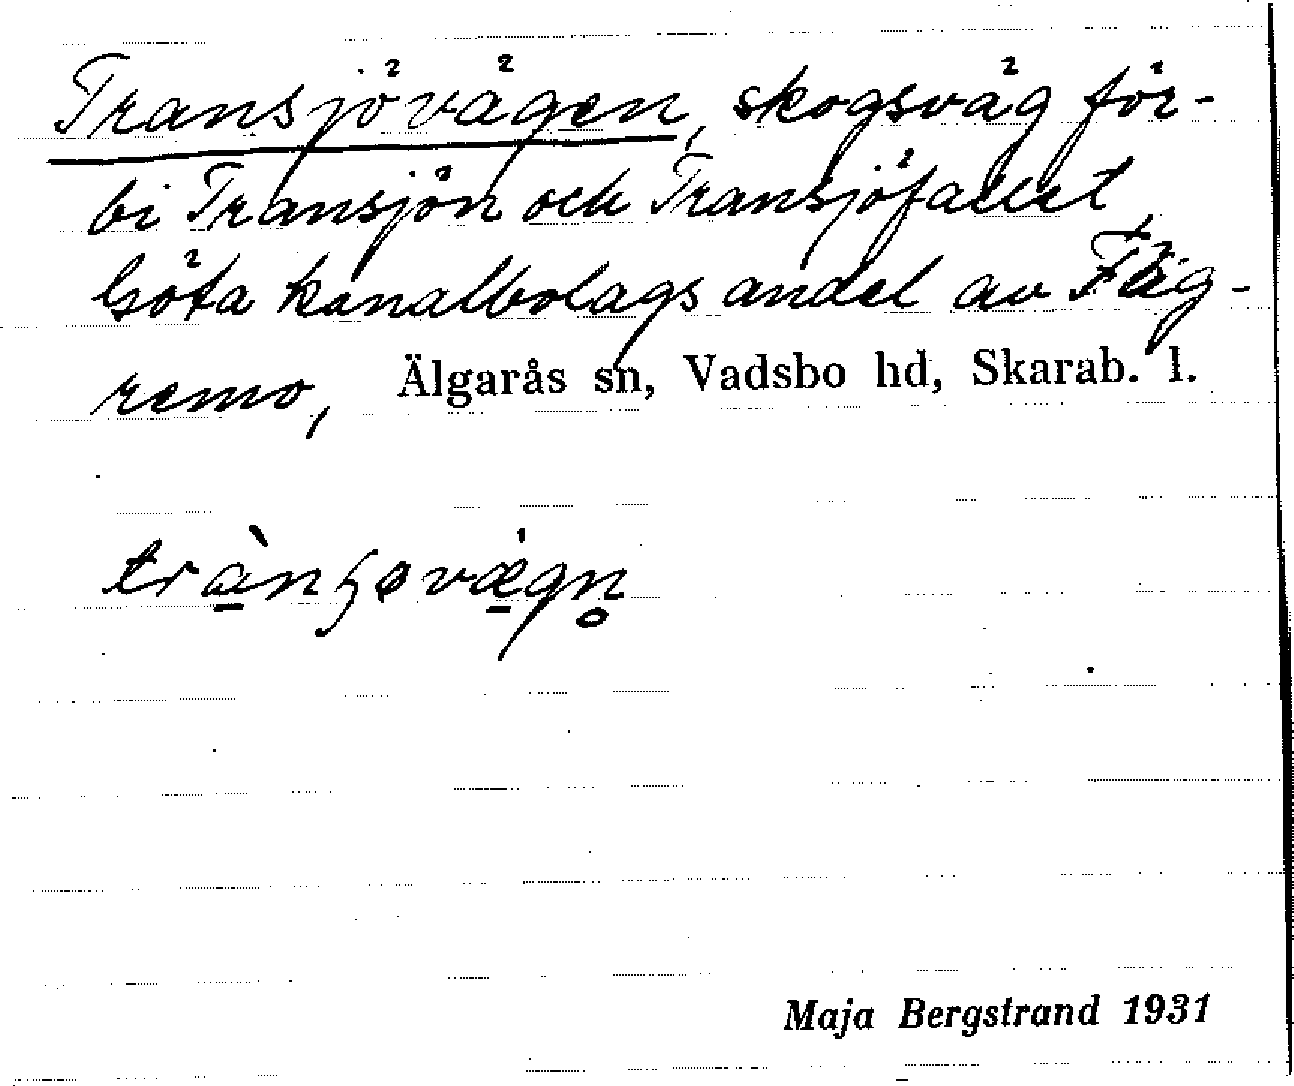 Transjövägen, skogsväg för-
bi Transjön och Transjöfallet,
Göta kanalbolags andel av Fäg-
remo, Älgarås sn, Vadsbo hd, Skarab. l.
Maja Bergstrand 1931